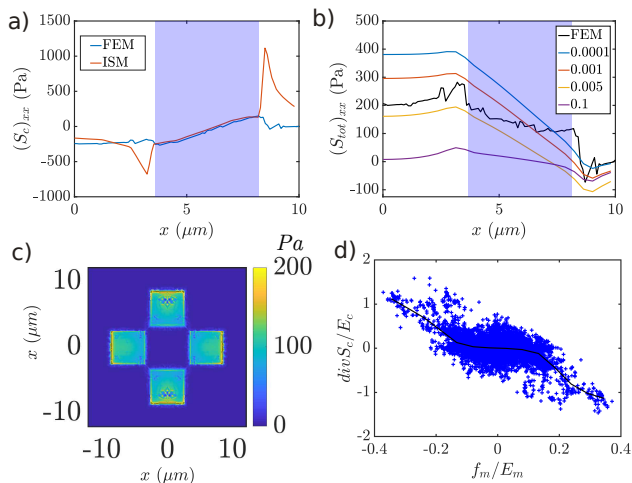 a)
1500
1000
500
0
-500
-1000
0
5
10
(S_c)_xx (Pa)
x (μm)
FEM
ISM
b)
500
400
300
200
100
0
-100
0
5
10
(S_tot)_xx (Pa)
x (μm)
FEM
0.0001
0.001
0.005
0.1
c)
Pa
200
100
0
10
0
-10
-10
0
10
x (μm)
x (μm)
d)
2
1
0
-1
-2
-0.4
-0.2
0
0.2
0.4
divS_c/E_c
f_m/E_m